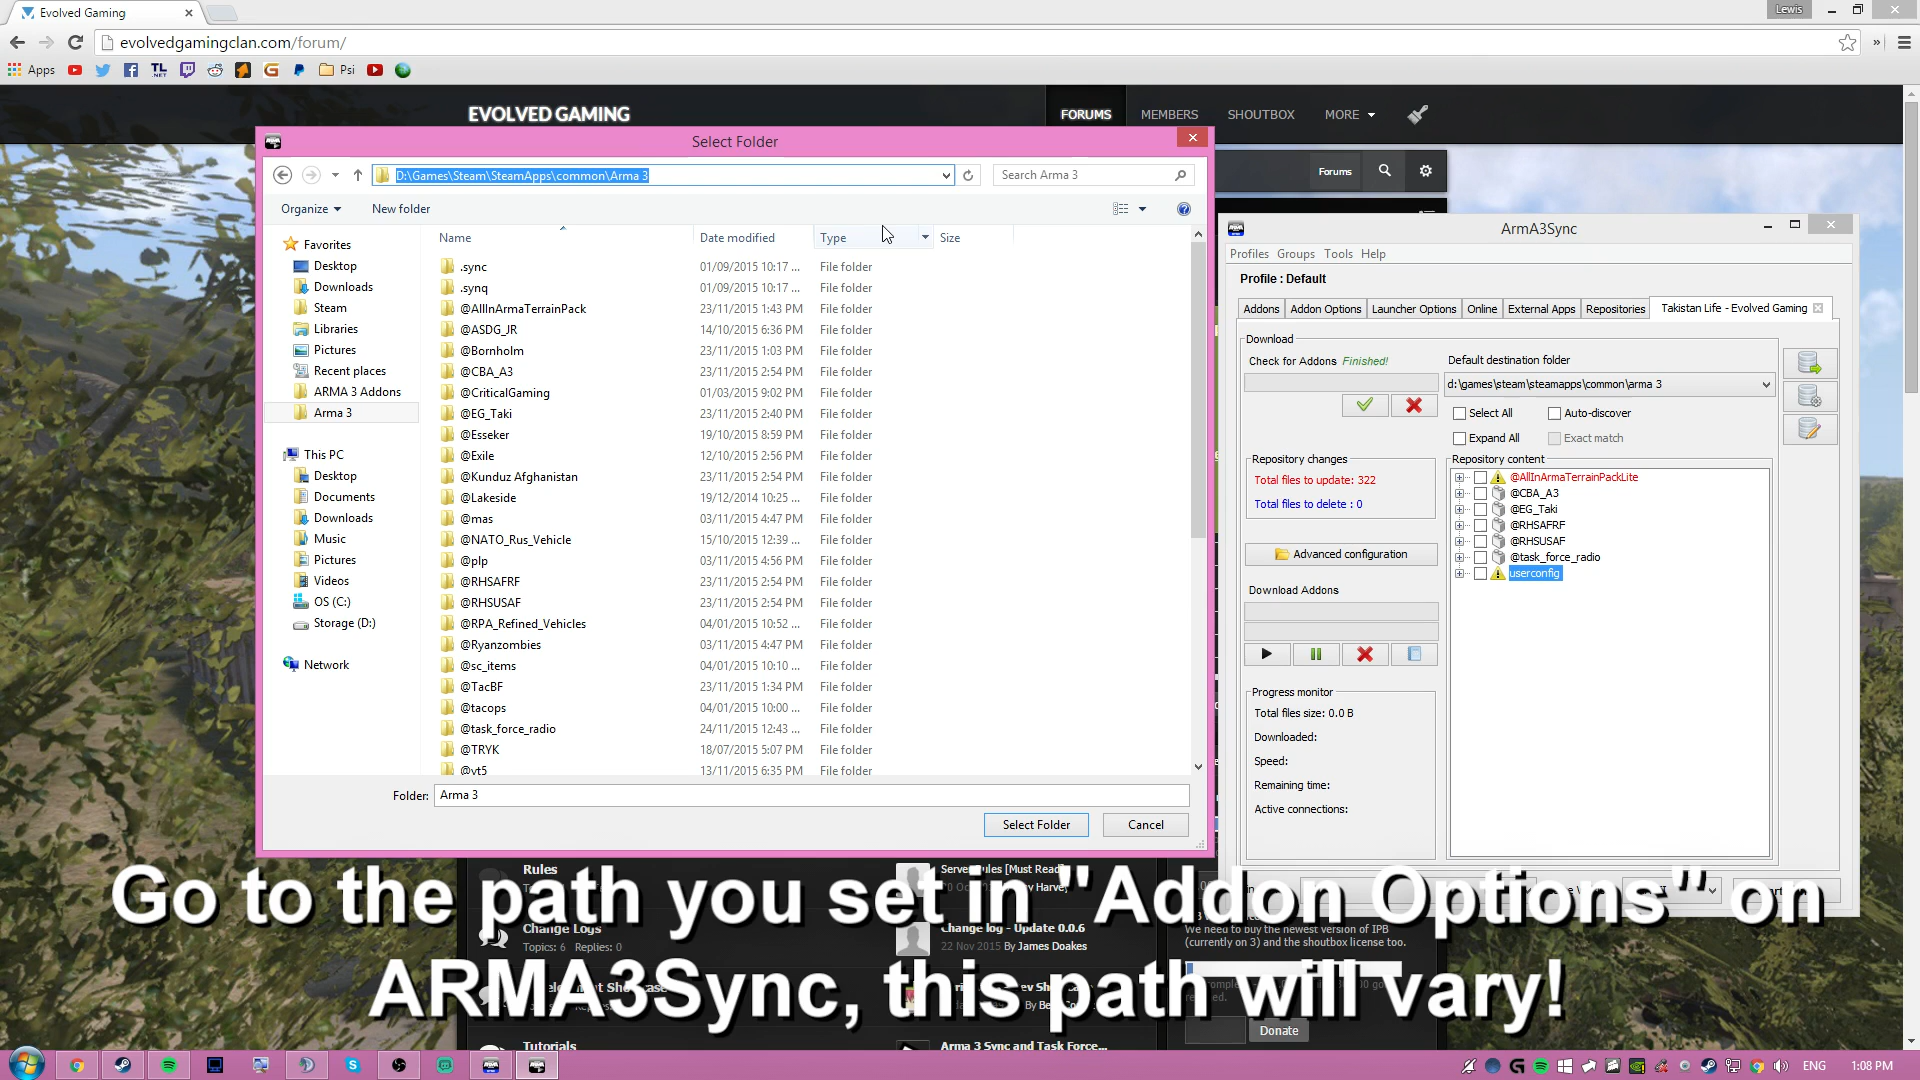 Evolved Gaming
Lewis
evolvedgamingclan.com/forum/
Apps
Psi
EVOLVED GAMING
FORUMS
MEMBERS
SHOUTBOX
MORE
Select Folder
D:\Games\Steam\SteamApps\common\Arma 3
Search Arma 3
Forums
Organize
New folder
Name
Date modified
Type
Size
Favorites
Desktop
Downloads
Steam
Libraries
Pictures
Recent places
ARMA 3 Addons
Arma 3
This PC
Desktop
Documents
Downloads
Music
Pictures
Videos
OS (C:)
Storage (D:)
Network
.sync 01/09/2015 10:17 ... File folder
.synq 01/09/2015 10:17 ... File folder
@AllInArmaTerrainPack 23/11/2015 1:43 PM File folder
@ASDG_JR 14/10/2015 6:36 PM File folder
@Bornholm 23/11/2015 1:03 PM File folder
@CBA_A3 23/11/2015 2:54 PM File folder
@CriticalGaming 01/03/2015 9:02 PM File folder
@EG_Taki 23/11/2015 2:40 PM File folder
@Esseker 19/10/2015 8:59 PM File folder
@Exile 12/10/2015 2:56 PM File folder
@Kunduz Afghanistan 23/11/2015 2:54 PM File folder
@Lakeside 19/12/2014 10:25 ... File folder
@mas 03/11/2015 4:47 PM File folder
@NATO_Rus_Vehicle 15/10/2015 12:39 ... File folder
@plp 03/11/2015 4:56 PM File folder
@RHSAFRF 23/11/2015 2:54 PM File folder
@RHSUSAF 23/11/2015 2:54 PM File folder
@RPA_Refined_Vehicles 04/01/2015 10:52 ... File folder
@Ryanzombies 03/11/2015 4:47 PM File folder
@sc_items 04/01/2015 10:10 ... File folder
@TacBF 23/11/2015 1:34 PM File folder
@tacops 04/01/2015 10:00 ... File folder
@task_force_radio 24/11/2015 12:43 ... File folder
@TRYK 18/07/2015 5:07 PM File folder
@vt5 13/11/2015 6:35 PM File folder
Folder: Arma 3
Select Folder
Cancel
ArmA3Sync
Profiles Groups Tools Help
Profile : Default
Addons
Addon Options
Launcher Options
Online
External Apps
Repositories
Takistan Life - Evolved Gaming
Download
Check for Addons Finished!
Default destination folder
d:\games\steam\steamapps\common\arma 3
Select All
Auto-discover
Expand All
Exact match
Repository changes
Total files to update: 322
Total files to delete : 0
Advanced configuration
Download Addons
Progress monitor
Total files size: 0.0 B
Downloaded:
Speed:
Remaining time:
Active connections:
Repository content
@AllInArmaTerrainPackLite
@CBA_A3
@EG_Taki
@RHSAFRF
@RHSUSAF
@task_force_radio
userconfig
Rules
Change Logs
Topics: 6 Replies: 0
Change log - Update 0.0.6
22 Nov 2015 By James Doakes
We need to buy the newest version of IPB
(currently on 3) and the shoutbox license too.
Go to the path you set in "Addon Options" on
ARMA3Sync, this path will vary!
Donate
Tutorials
Arma 3 Sync and Task Force...
ENG
1:08 PM